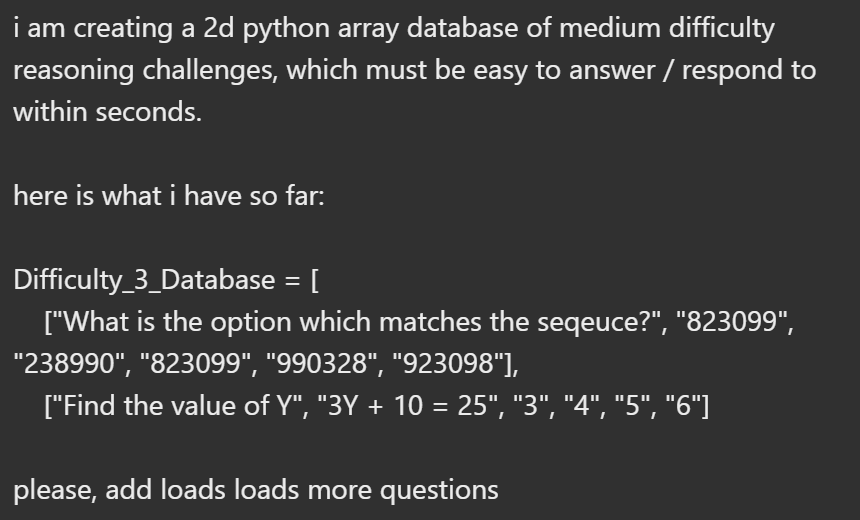 i am creating a 2d python array database of medium difficulty
reasoning challenges, which must be easy to answer / respond to
within seconds.
here is what i have so far:
Difficulty_3_Database = [
["What is the option which matches the seqeuce?", "823099",
"238990", "823099", "990328", "923098"],
["Find the value of Y", "3Y + 10 = 25", "3", "4", "5", "6"]
please, add loads loads more questions